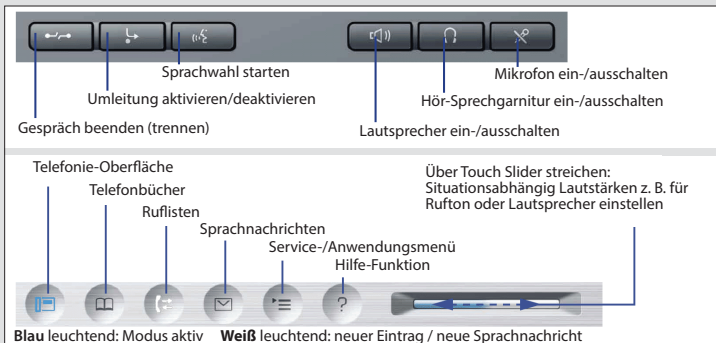 Sprachwahl starten
Mikrofon ein-/ausschalten
Umleitung aktivieren/deaktivieren
Hör-Sprechgarnitur ein-/ausschalten
Gespräch beenden (trennen)
Lautsprecher ein-/ausschalten
Telefonie-Oberfläche
Telefonbücher
Ruflisten
Sprachnachrichten
Service-/Anwendungsmenü
Hilfe-Funktion
Über Touch Slider streichen:
Situationsabhängig Lautstärken z. B. für
Rufton oder Lautsprecher einstellen
?
Blau leuchtend: Modus aktiv Weiß leuchtend: neuer Eintrag / neue Sprachnachricht